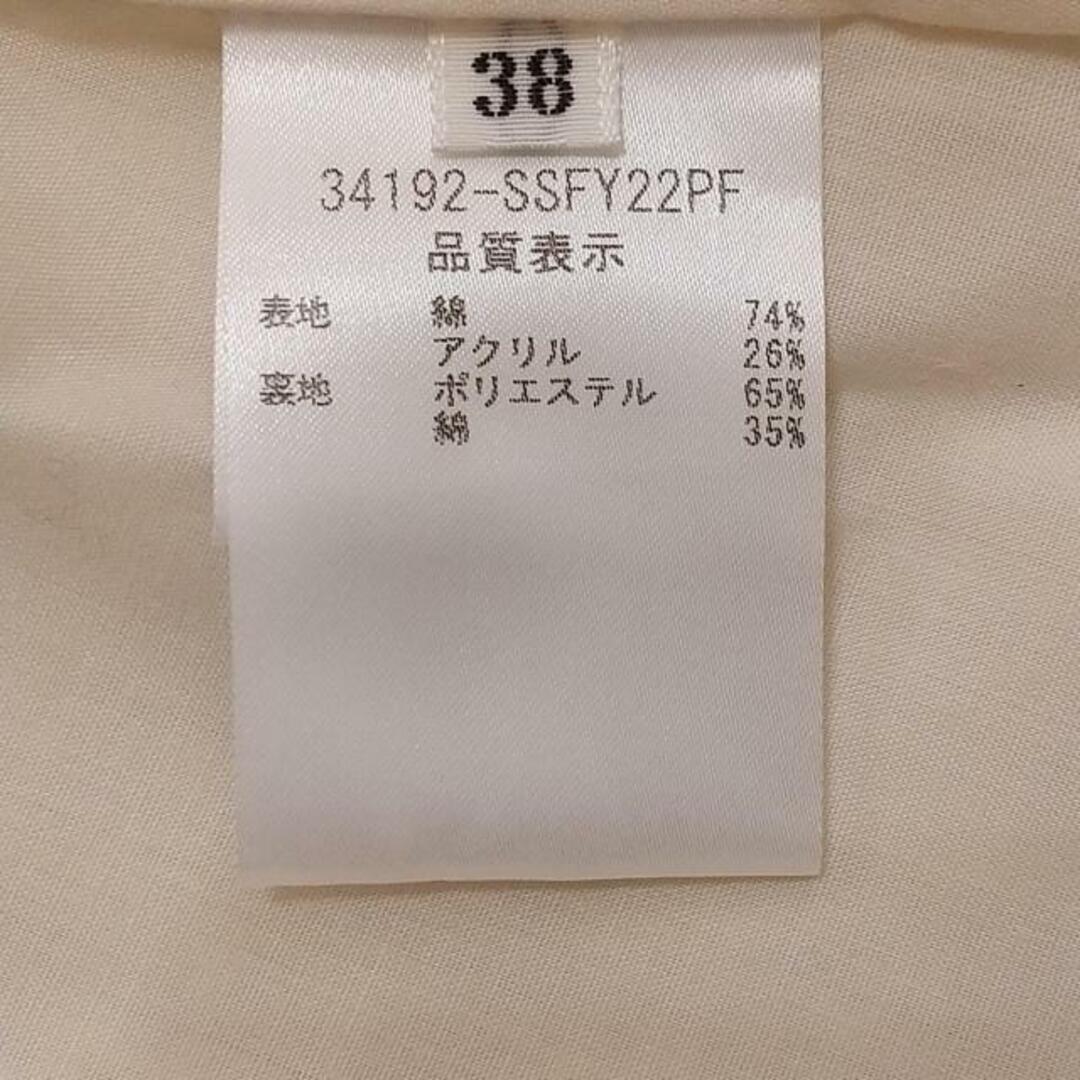 38
34192-SSFY22PF
品質表示
表地 綿 74%
アクリル 26%
裏地 ポリエステル 65%
綿 35%